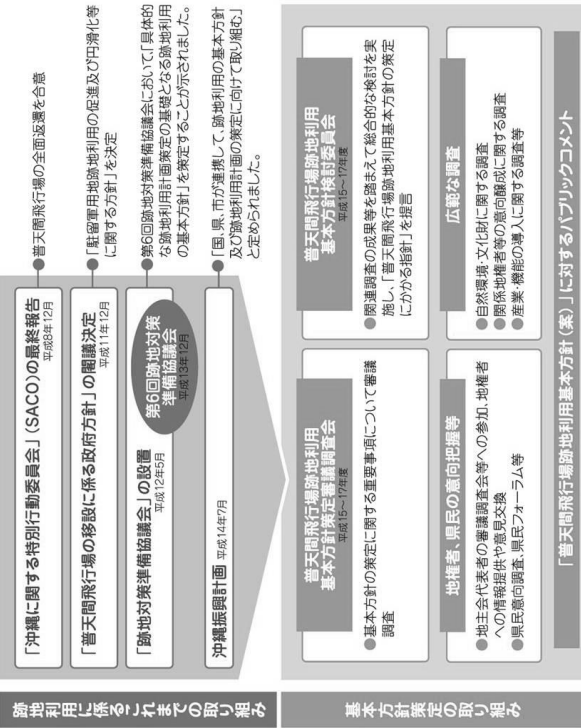 跡地利用に係るこれまでの取り組み
「沖縄に関する特別行動委員会」（SACO）の最終報告
平成8年12月
●普天間飛行場の全面返還を合意
「普天間飛行場の移設に係る政府方針」の閣議決定
平成11年12月
●「駐留軍用地跡地利用の促進及び円滑化等
に関する方針」を決定
「跡地対策準備協議会」の設置
平成12年5月
第6回跡地対策
準備協議会
平成13年12月
●第6回跡地対策準備協議会において「具体的
な跡地利用計画策定の基礎となる跡地利用
の基本方針」を策定することが示されました。
沖縄振興計画 平成14年7月
●「国、県、市が連携して、跡地利用の基本方針
及び跡地利用計画の策定に向けて取り組む」
と定められました。
基本方針策定の取り組み
普天間飛行場跡地利用
基本方針策定審議調査会
平成15～17年度
●基本方針の策定に関する重要事項について審議
調査
普天間飛行場跡地利用
基本方針検討委員会
平成15～17年度
●関連調査の成果等を踏まえて総合的な検討を実
施し、「普天間飛行場跡地利用基本方針の策定
にかかる指針」を提言
地権者、県民の意向把握等
●地主会代表者の審議調査会等への参加、地権者
への情報提供や意見交換
●県民意向調査、県民フォーラム等
広範な調査
●自然環境・文化財に関する調査
●関係地権者等の意向醸成に関する調査
●産業・機能の導入に関する調査等
「普天間飛行場跡地利用基本方針（案）」に対するパブリックコメント